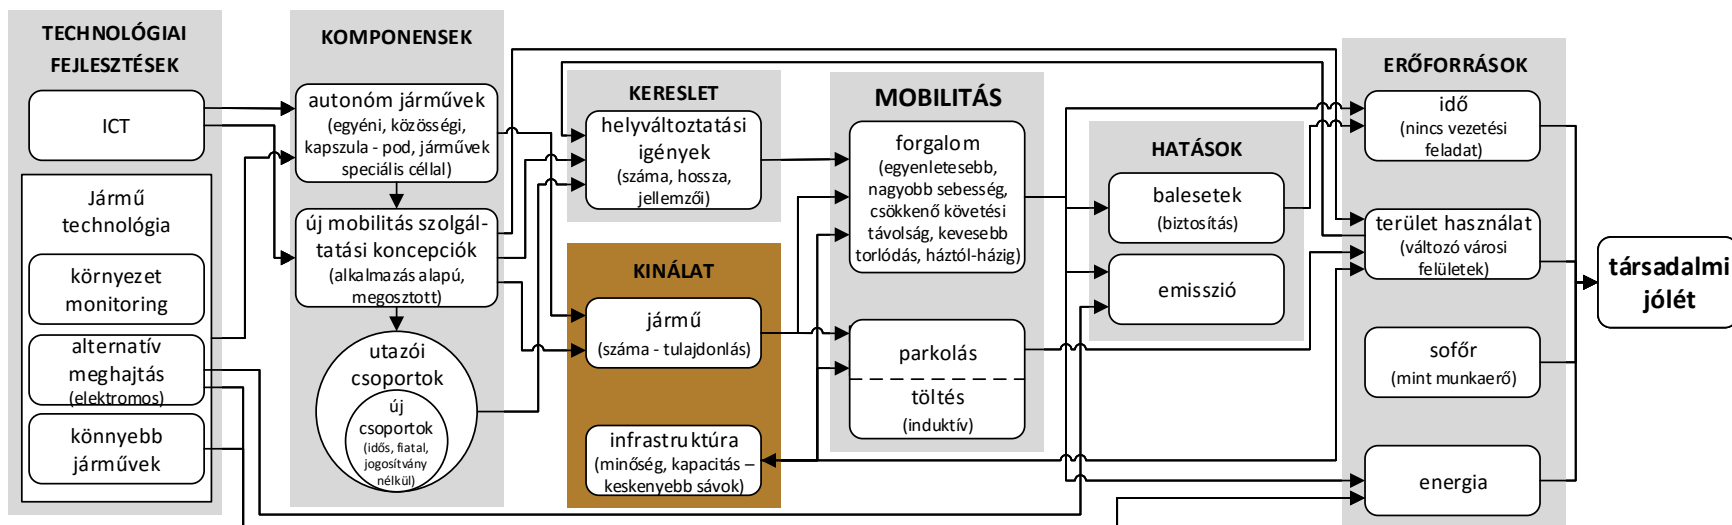 TECHNOLÓGIAI
FEJLESZTÉSEK
ICT
Jármű
technológia
környezet
monitoring
alternatív
meghajtás
(elektromos)
könnyebb
járművek
KOMPONENSEK
autonóm járművek
(egyéni, közösségi,
kapszula - pod, járművek
speciális céllal)
új mobilitás szolgál-
tatási koncepciók
(alkalmazás alapú,
megosztott)
utazói
csoportok
új
csoportok
(idős, fiatal,
jogosítvány
nélkül)
KERESLET
helyváltoztatási
igények
(száma, hossza,
jellemzői)
KINÁLAT
jármű
(száma - tulajdonlás)
infrastruktúra
(minőség, kapacitás –
keskenyebb sávok)
MOBILITÁS
forgalom
(egyenletesebb,
nagyobb sebesség,
csökkenő követési
távolság, kevesebb
torlódás, háztól-házig)
parkolás
töltés
(induktív)
HATÁSOK
balesetek
(biztosítás)
emisszió
ERŐFORRÁSOK
idő
(nincs vezetési
feladat)
terület használat
(változó városi
felületek)
sofőr
(mint munkaerő)
energia
társadalmi
jólét